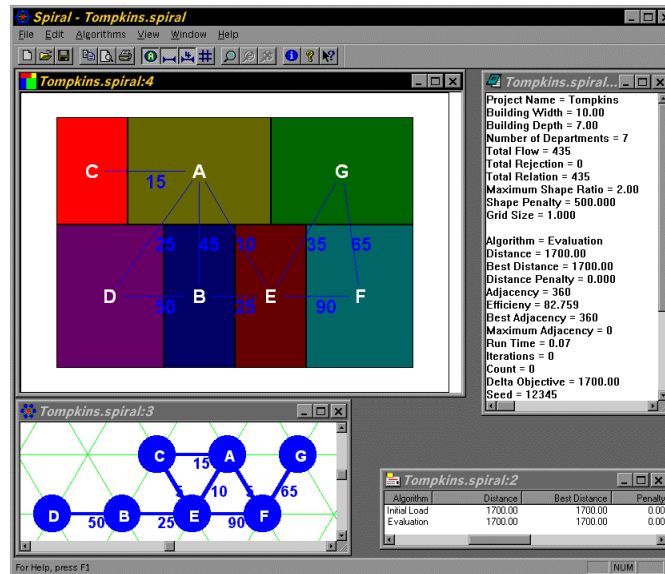 Spiral - Tompkins.spiral
File Edit Algorithms View Window Help
Tompkins.spiral:4
C A G
15
25 45 10 35 65
D B E F
50 25 90
Tompkins.spiral...
Project Name = Tompkins
Building Width = 10.00
Building Depth = 7.00
Number of Departments = 7
Total Flow = 435
Total Rejection = 0
Total Relation = 435
Maximum Shape Ratio = 2.00
Shape Penalty = 500.000
Grid Size = 1.000
Algorithm = Evaluation
Distance = 1700.00
Best Distance = 1700.00
Distance Penalty = 0.000
Adjacency = 360
Efficieny = 82.759
Best Adjacency = 360
Maximum Adjacency = 0
Run Time = 0.07
Iterations = 0
Count = 0
Delta Objective = 1700.00
Seed = 12345
Tompkins.spiral:3
C A G
15
5 10 5 65
D B E F
50 25 90
Tompkins.spiral:2
Algorithm Distance Best Distance Penalty
Initial Load 1700.00 1700.00 0.00
Evaluation 1700.00 1700.00 0.00
For Help, press F1
NUM